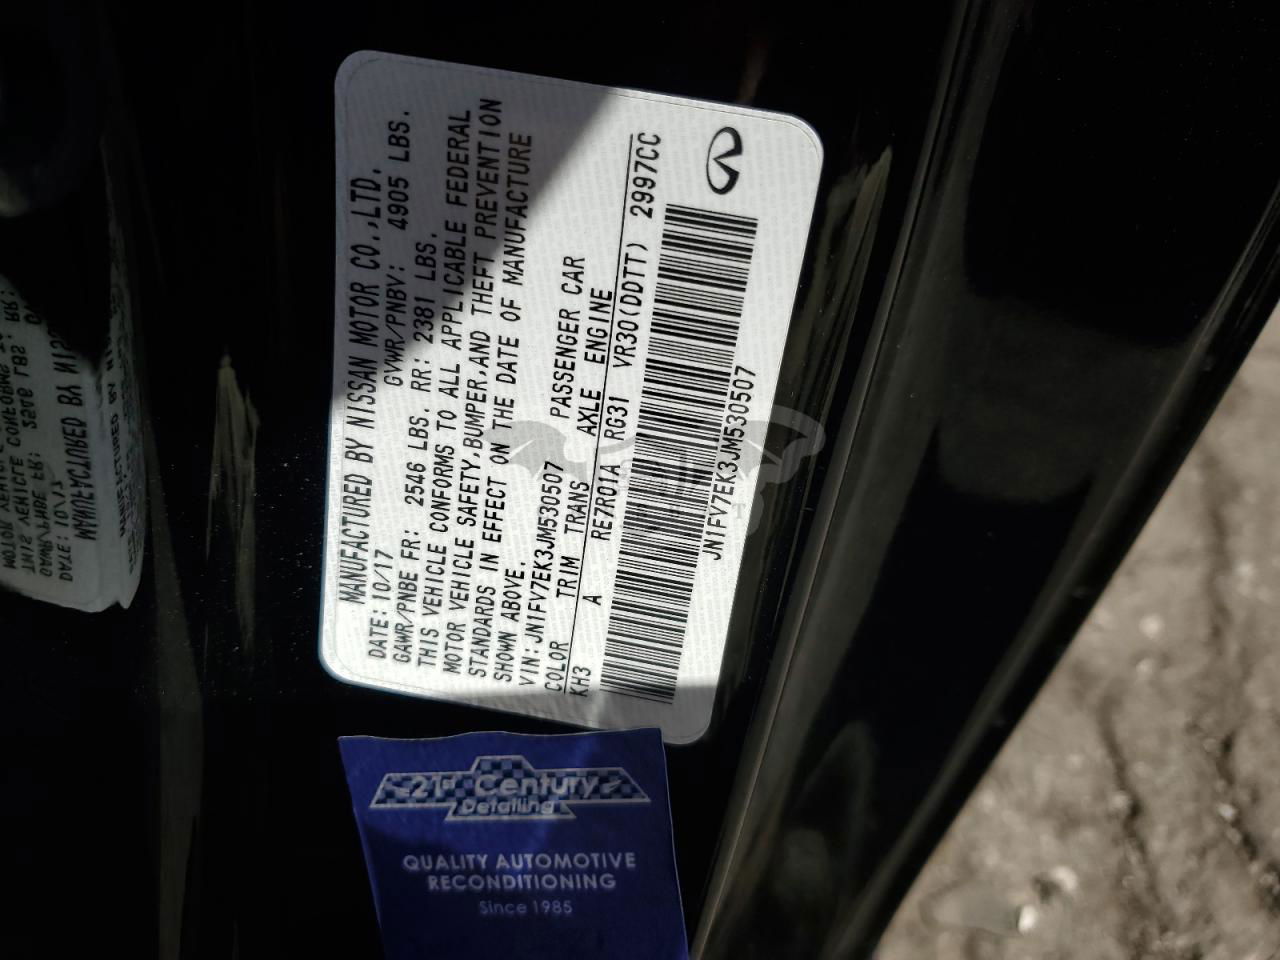 MANUFACTURED BY NISSAN MOTOR CO.,LTD.
DATE:10/17 GVWR/PNBV: 4905 LBS.
GAWR/PNBE FR: 2546 LBS. RR: 2381 LBS.
THIS VEHICLE CONFORMS TO ALL APPLICABLE FEDERAL
MOTOR VEHICLE SAFETY,BUMPER,AND THEFT PREVENTION
STANDARDS IN EFFECT ON THE DATE OF MANUFACTURE
SHOWN ABOVE.
VIN:JN1FV7EK3JM530507 PASSENGER CAR
COLOR TRIM TRANS AXLE ENGINE
KH3 A RE7R01A RG31 VR30(DDTT) 2997CC
JN1FV7EK3JM530507
21st Century
Detailing
QUALITY AUTOMOTIVE
RECONDITIONING
Since 1985